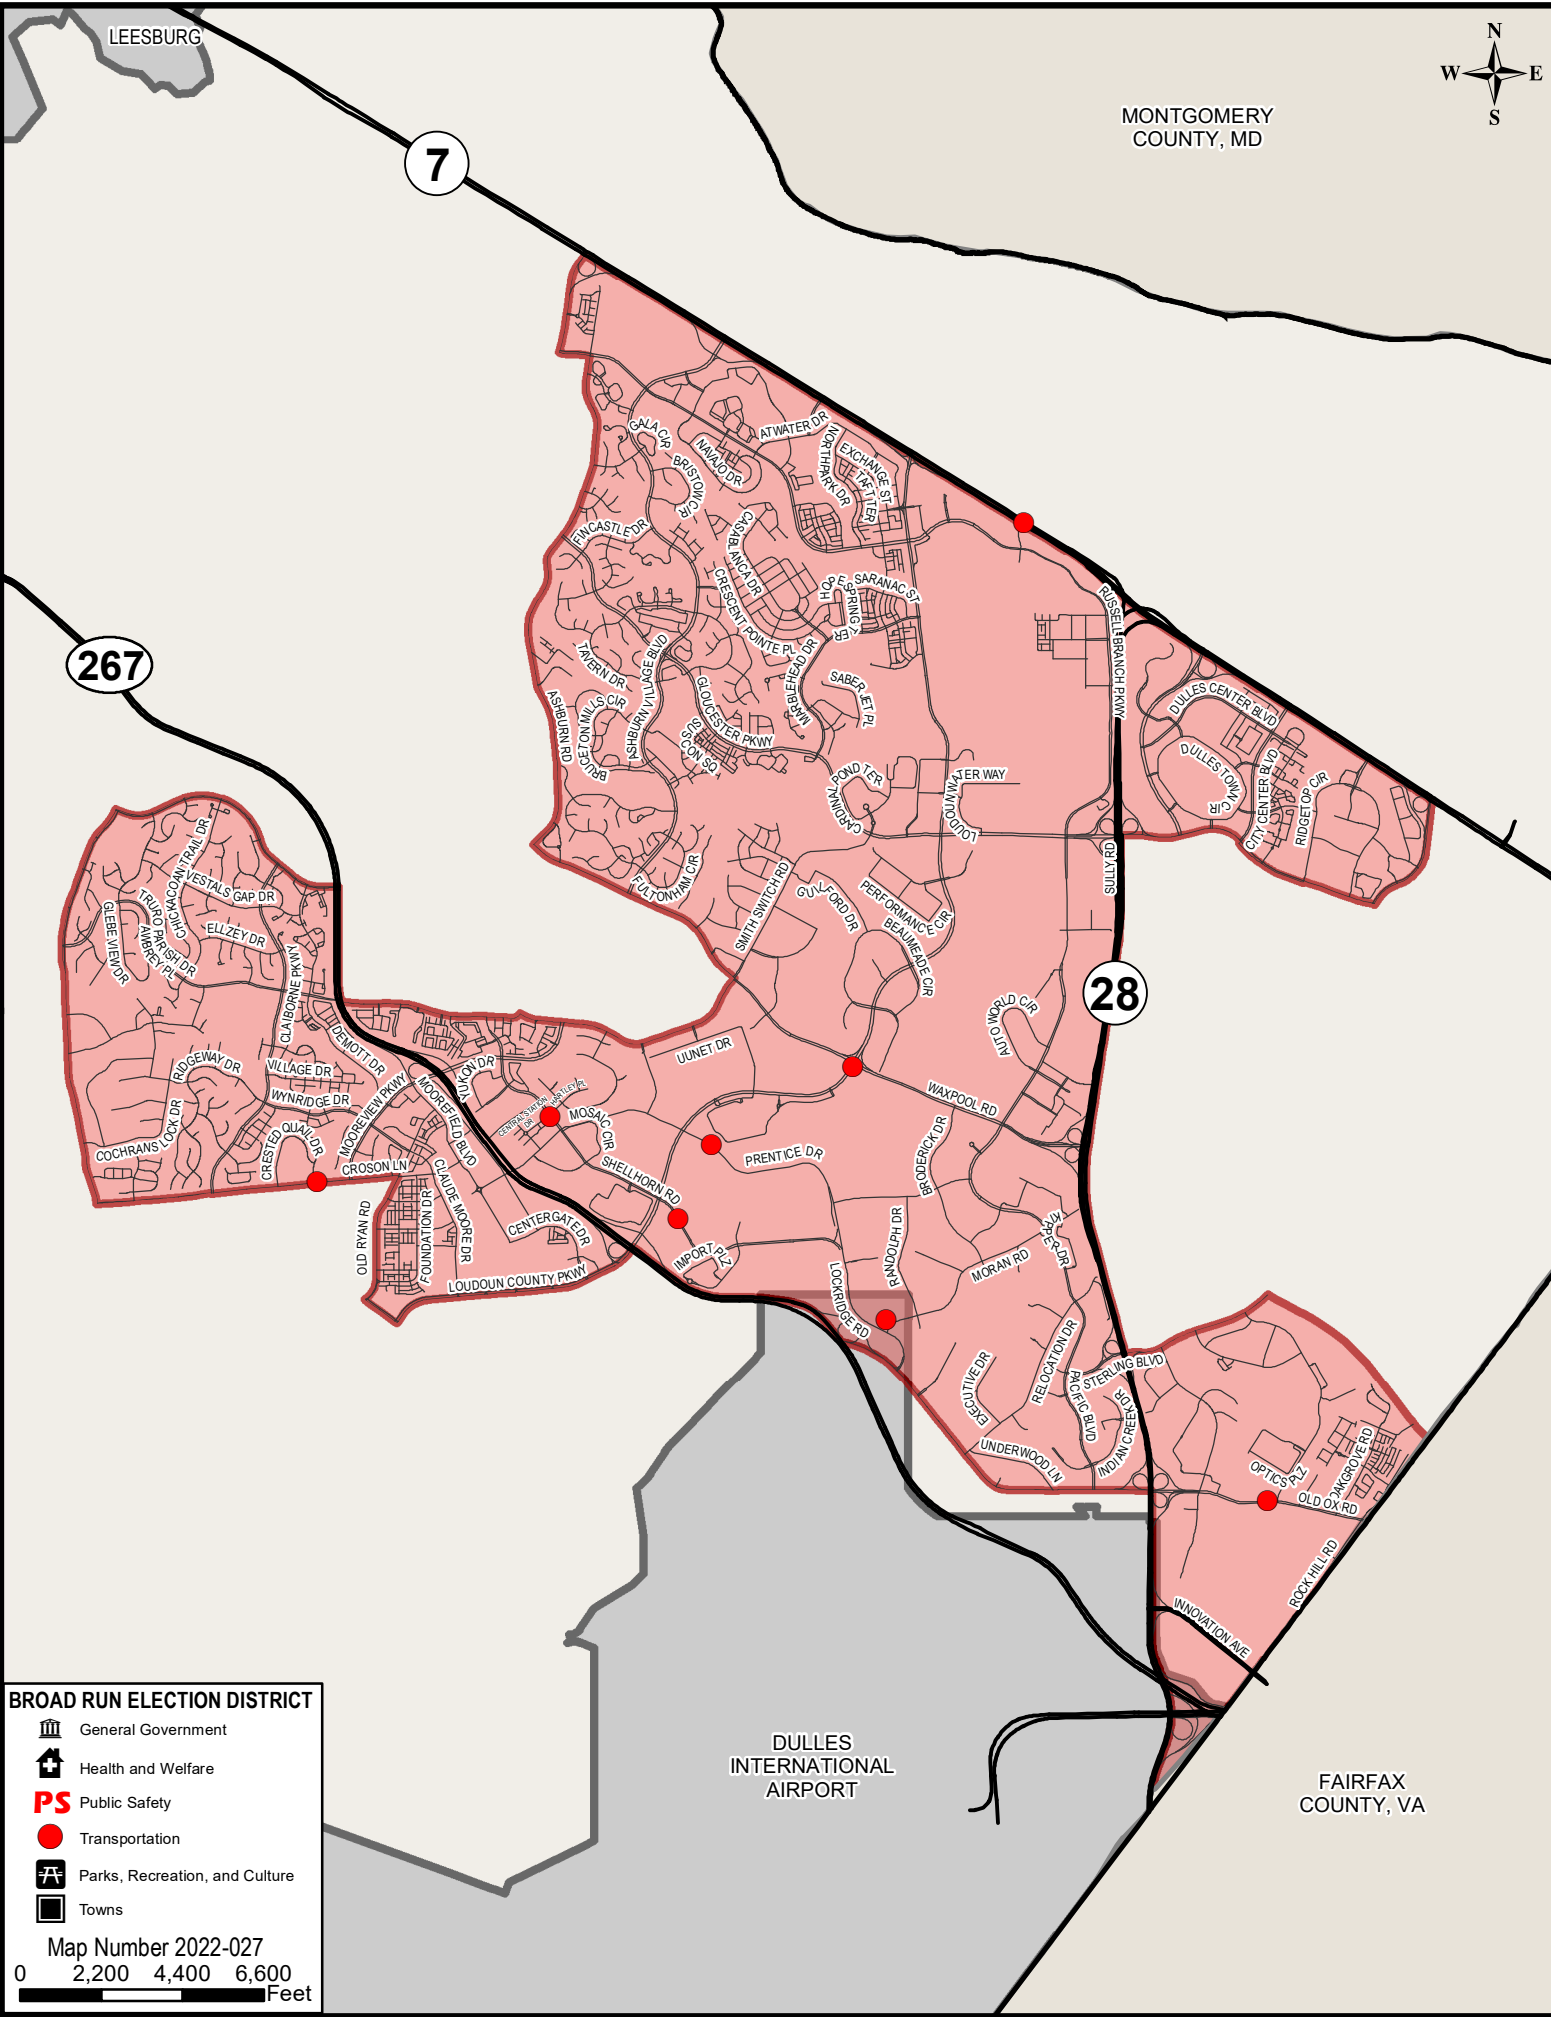 LEESBURG
N
W E
S
MONTGOMERY
COUNTY, MD
7
267
28
GALA CIR
BRISTOW CIR
NAVAJO DR
ATWATER DR
NORTHPARK DR
EXCHANGE ST
TAFT TER
FINCASTLE DR
CASABLANCA DR
CRESCENT POINTE PL
HOPE SPRING TER
SARANAC ST
RUSSELL BRANCH PKWY
TAVERN DR
ASHBURN VILLAGE BLVD
ASHBURN RD
BRUCETON MILLS CIR
GLOUCESTER PKWY
MARBLEHEAD DR
SABER JET PL
SUSCON SQ
DULLES CENTER BLVD
DULLES TOWN CIR
CITY CENTER BLVD
RIDGETOP CIR
CARDINAL POND TER
LOUDOUN WATER WAY
FULTONHAM CIR
SMITH SWITCH RD
GUILFORD DR
PERFORMANCE CIR
BEAUMEADE CIR
SULLY RD
CHICKACOAN TRAIL DR
VESTALS GAP DR
TRURO PARISH DR
AWBREY PL
GLEBE VIEW DR
ELLZEY DR
CLAIBORNE PKWY
DEMOTT DR
AUTO WORLD CIR
UUNET DR
WAXPOOL RD
RIDGEWAY DR
VILLAGE DR
WYNRIDGE DR
YUKON DR
MOOREFIELD BLVD
MOOREVIEW PKWY
CENTRAL STATION DR
HARTLEY PL
MOSAIC CIR
COCHRANS LOCK DR
CRESTED QUAIL DR
CROSON LN
SHELLHORN RD
PRENTICE DR
BRODERICK DR
OLD RYAN RD
FOUNDATION DR
CLAUDE MOORE DR
CENTERGATE DR
IMPORT PLZ
LOUDOUN COUNTY PKWY
LOCKRIDGE RD
RANDOLPH DR
MORAN RD
KIPPER DR
EXECUTIVE DR
RELOCATION DR
PACIFIC BLVD
STERLING BLVD
INDIAN CREEK DR
UNDERWOOD LN
OPTICS PLZ
OAKGROVE RD
OLD OX RD
ROCK HILL RD
INNOVATION AVE
DULLES
INTERNATIONAL
AIRPORT
FAIRFAX
COUNTY, VA
BROAD RUN ELECTION DISTRICT
General Government
Health and Welfare
PS Public Safety
Transportation
Parks, Recreation, and Culture
Towns
Map Number 2022-027
0 2,200 4,400 6,600
Feet